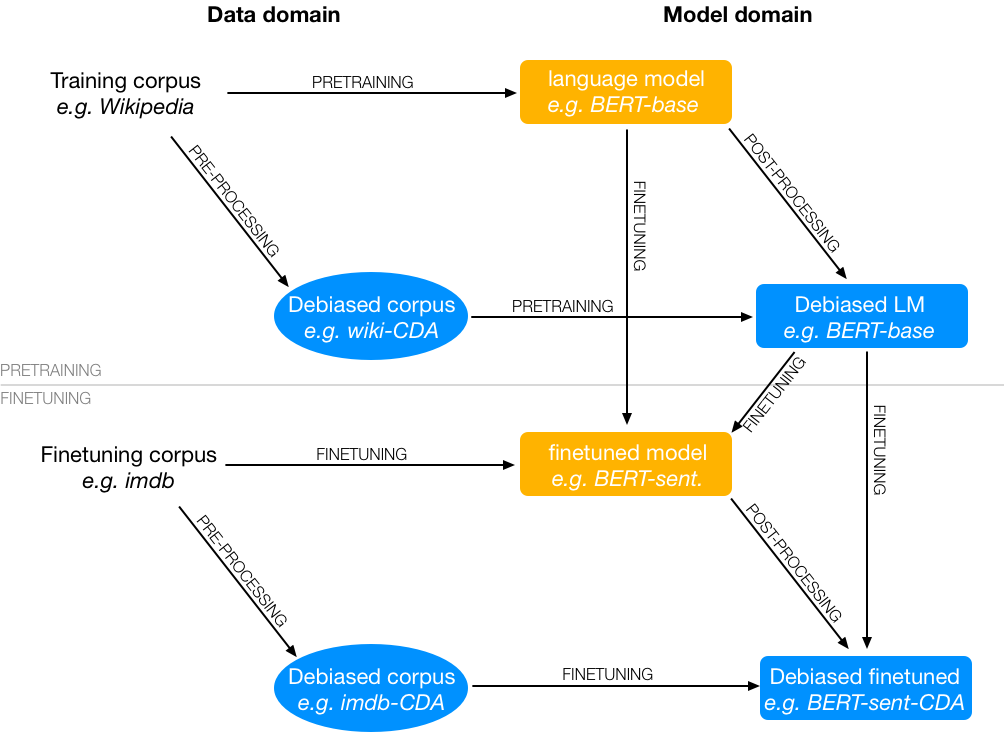 Data domain
Model domain
Training corpus
e.g. Wikipedia
PRETRAINING
language model
e.g. BERT-base
PRE-PROCESSING
FINETUNING
POST-PROCESSING
Debiased corpus
e.g. wiki-CDA
PRETRAINING
Debiased LM
e.g. BERT-base
PRETRAINING
FINETUNING
FINETUNING
FINETUNING
Finetuning corpus
e.g. imdb
FINETUNING
finetuned model
e.g. BERT-sent.
PRE-PROCESSING
POST-PROCESSING
Debiased corpus
e.g. imdb-CDA
FINETUNING
Debiased finetuned
e.g. BERT-sent-CDA